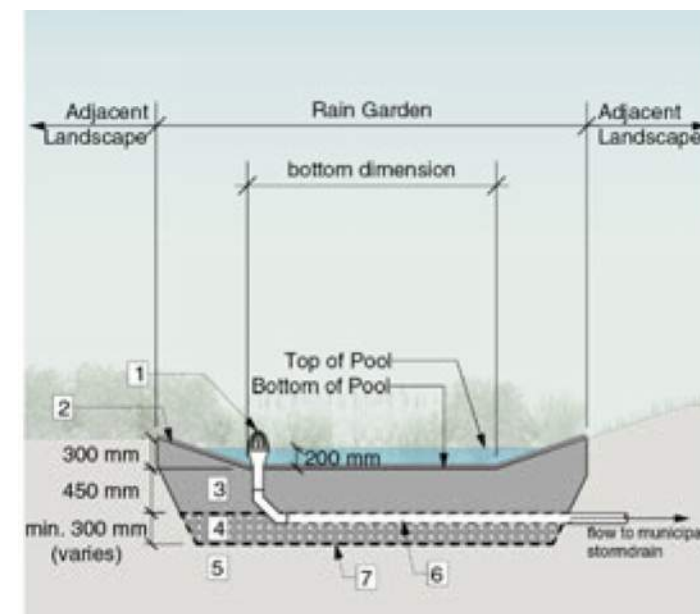 Adjacent
Landscape
Rain Garden
Adjacent
Landscape
bottom dimension
Top of Pool
Bottom of Pool
1
2
300 mm
200 mm
450 mm
3
min. 300 mm
(varies)
4
flow to municipa
stormdrain
5
6
7